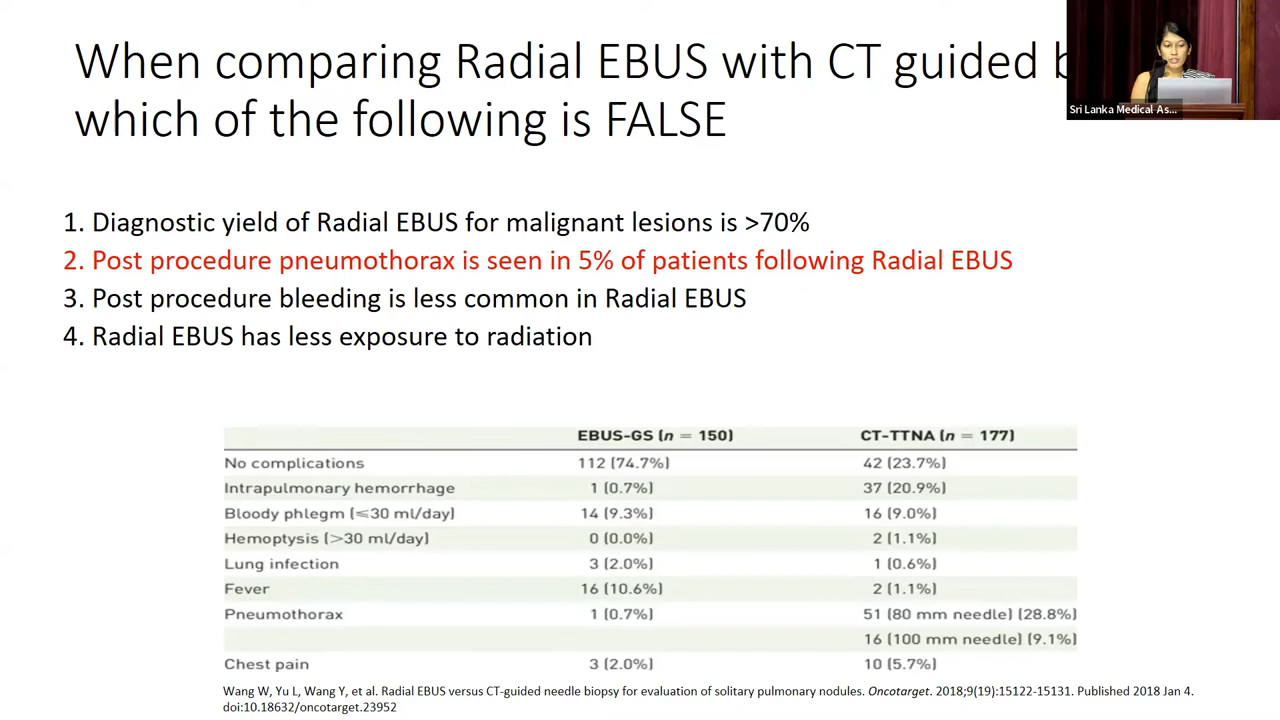 When comparing Radial EBUS with CT guided
which of the following is FALSE
Sri Lanka Medical As...
1. Diagnostic yield of Radial EBUS for malignant lesions is >70%
2. Post procedure pneumothorax is seen in 5% of patients following Radial EBUS
3. Post procedure bleeding is less common in Radial EBUS
4. Radial EBUS has less exposure to radiation
EBUS-GS (n = 150) CT-TTNA (n = 177)
No complications 112 (74.7%) 42 (23.7%)
Intrapulmonary hemorrhage 1 (0.7%) 37 (20.9%)
Bloody phlegm (⩽30 ml/day) 14 (9.3%) 16 (9.0%)
Hemoptysis (>30 ml/day) 0 (0.0%) 2 (1.1%)
Lung infection 3 (2.0%) 1 (0.6%)
Fever 16 (10.6%) 2 (1.1%)
Pneumothorax 1 (0.7%) 51 (80 mm needle) (28.8%)
16 (100 mm needle) (9.1%)
Chest pain 3 (2.0%) 10 (5.7%)
Wang W, Yu L, Wang Y, et al. Radial EBUS versus CT-guided needle biopsy for evaluation of solitary pulmonary nodules. Oncotarget. 2018;9(19):15122-15131. Published 2018 Jan 4.
doi:10.18632/oncotarget.23952